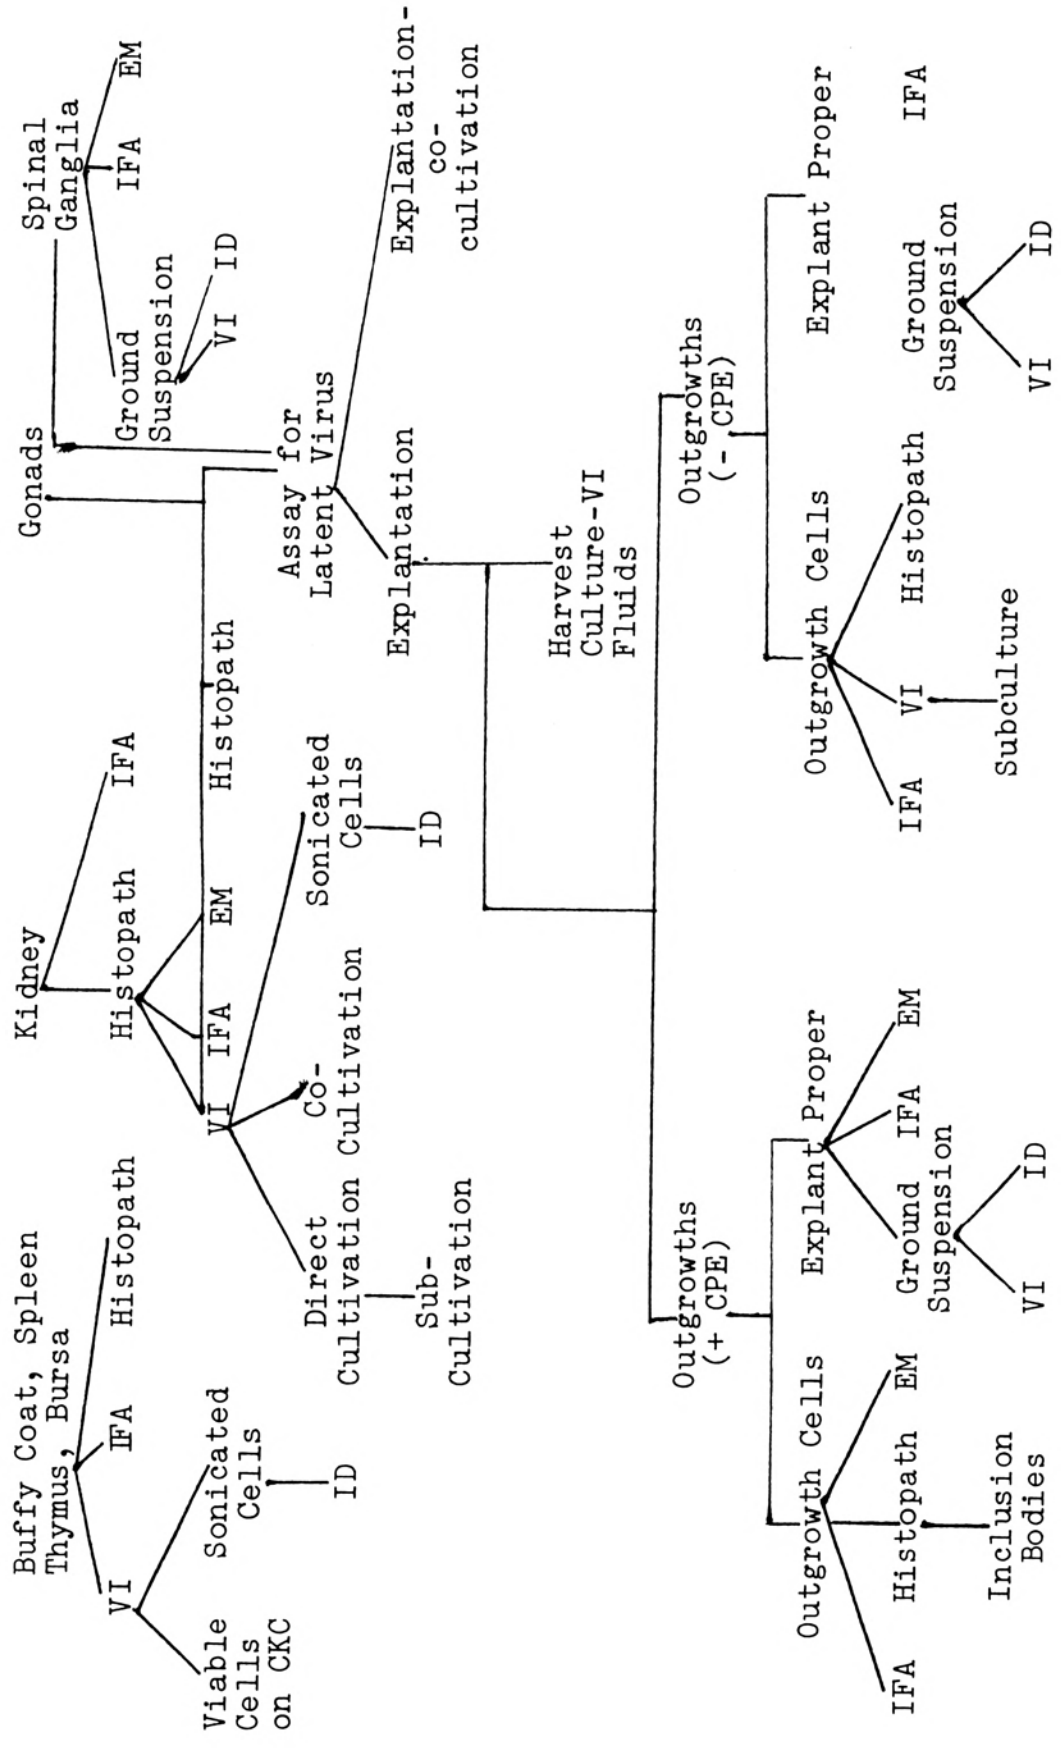 Buffy Coat, Spleen
Thymus, Bursa
VI
IFA
Histopath
Viable
Cells
on CKC
Sonicated
Cells
ID
Kidney
Histopath
IFA
VI
IFA
EM
Histopath
Direct
Cultivation
Co-
Cultivation
Sonicated
Cells
Sub-
Cultivation
ID
Gonads
Spinal
Ganglia
Ground
Suspension
IFA
EM
VI
ID
Assay for
Latent Virus
Explantation
Explantation-
co-
cultivation
Harvest
Culture-VI
Fluids
Outgrowths
(+ CPE)
Outgrowths
(- CPE)
Outgrowth Cells
Explant Proper
IFA
Histopath
EM
Inclusion
Bodies
Ground
Suspension
IFA
EM
VI
ID
Outgrowth Cells
Explant Proper
IFA
VI
Histopath
Subculture
Ground
Suspension
IFA
VI
ID